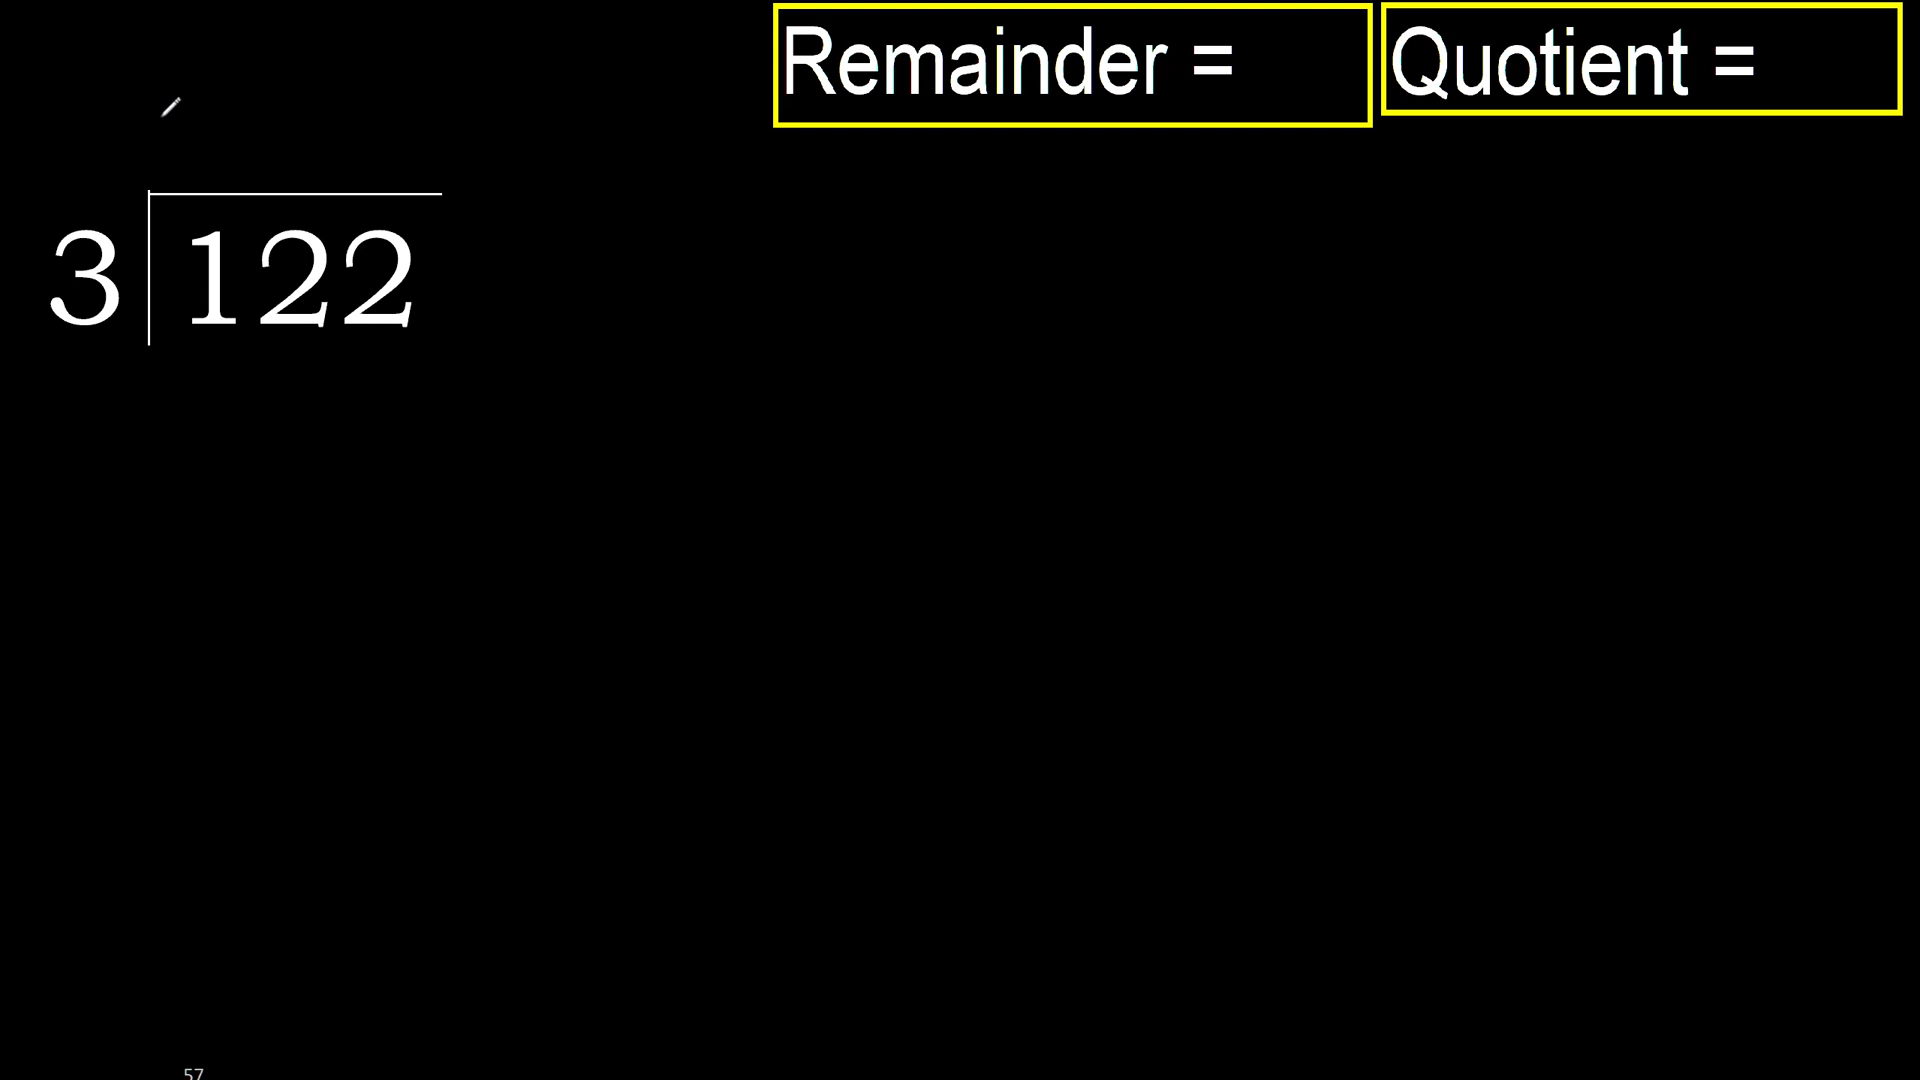 Remainder = Quotient =
3 122
57